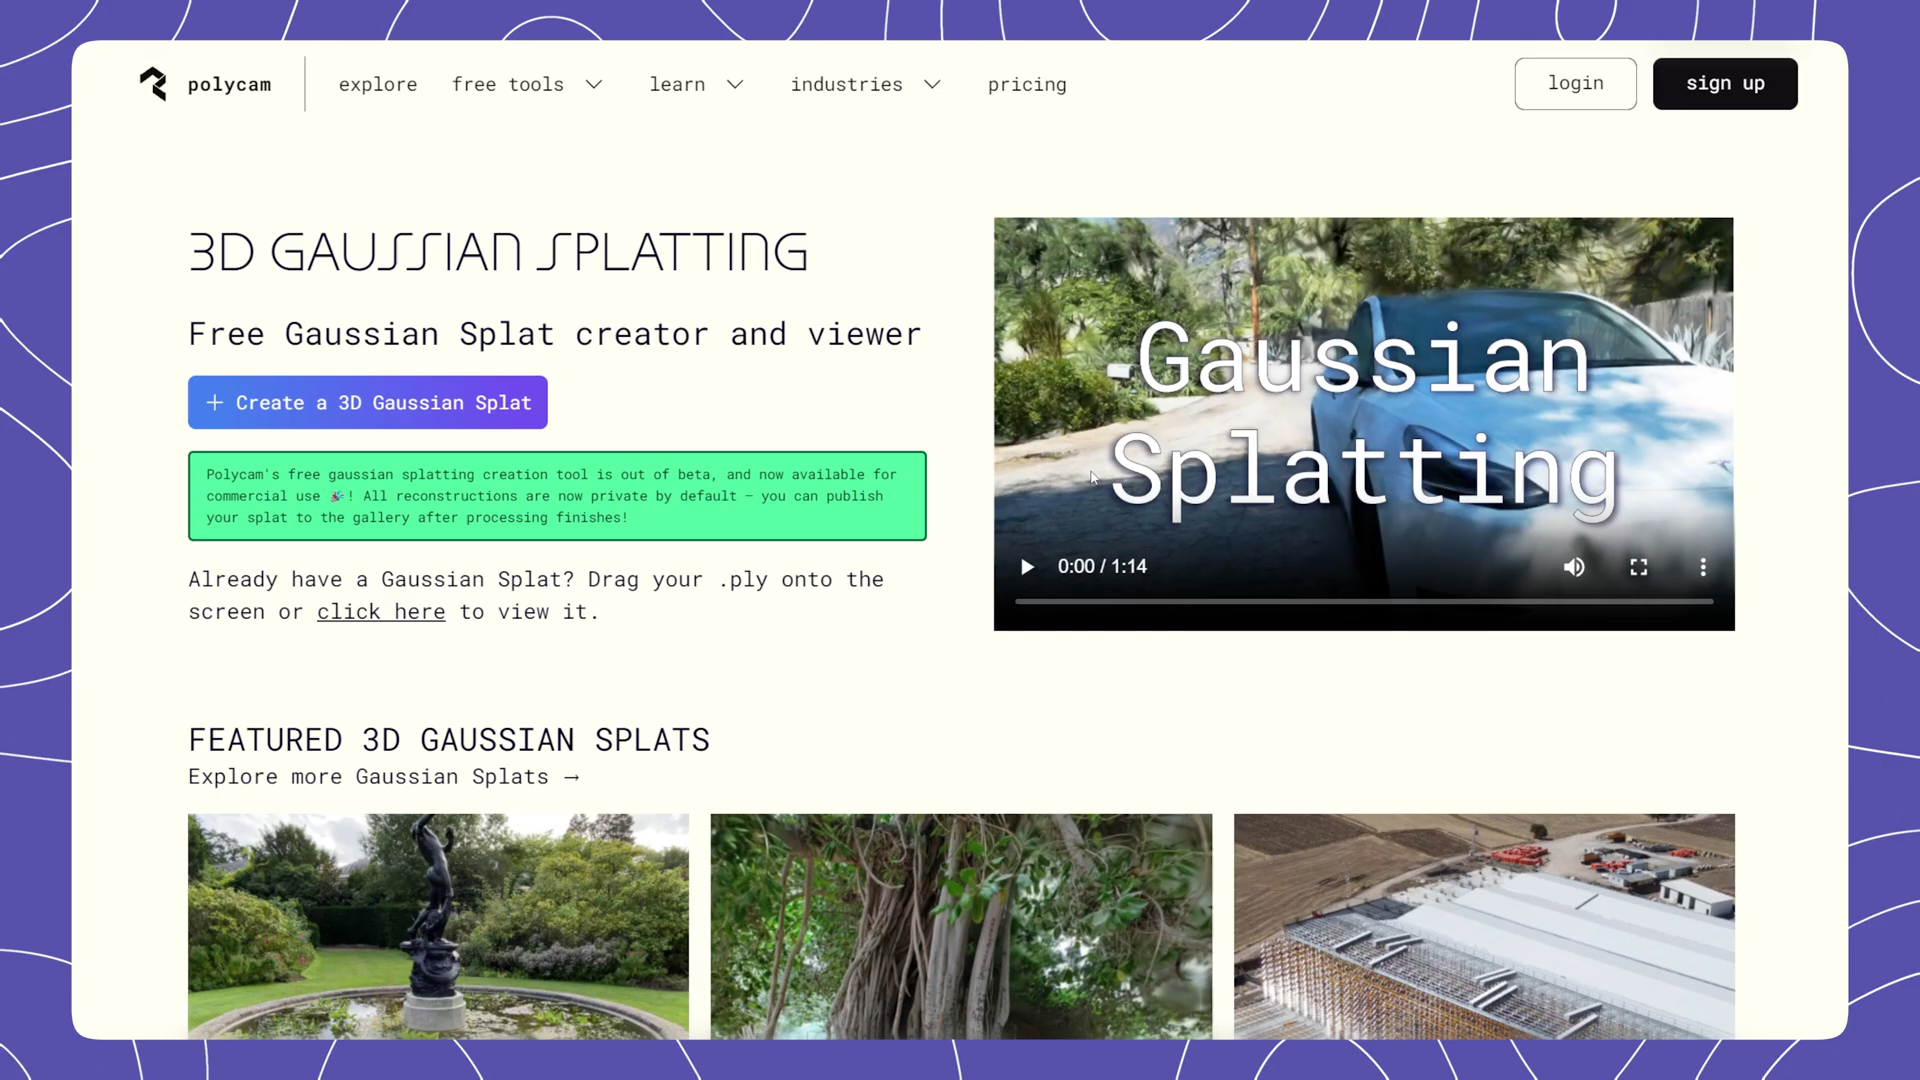 polycam
explore
free tools
learn
industries
pricing
login
sign up
3D GAUSSIAN SPLATTING
Free Gaussian Splat creator and viewer
+ Create a 3D Gaussian Splat
Polycam's free gaussian splatting creation tool is out of beta, and now available for
commercial use 🎉! All reconstructions are now private by default – you can publish
your splat to the gallery after processing finishes!
Already have a Gaussian Splat? Drag your .ply onto the
screen or click here to view it.
Gaussian
Splatting
0:00 / 1:14
FEATURED 3D GAUSSIAN SPLATS
Explore more Gaussian Splats →